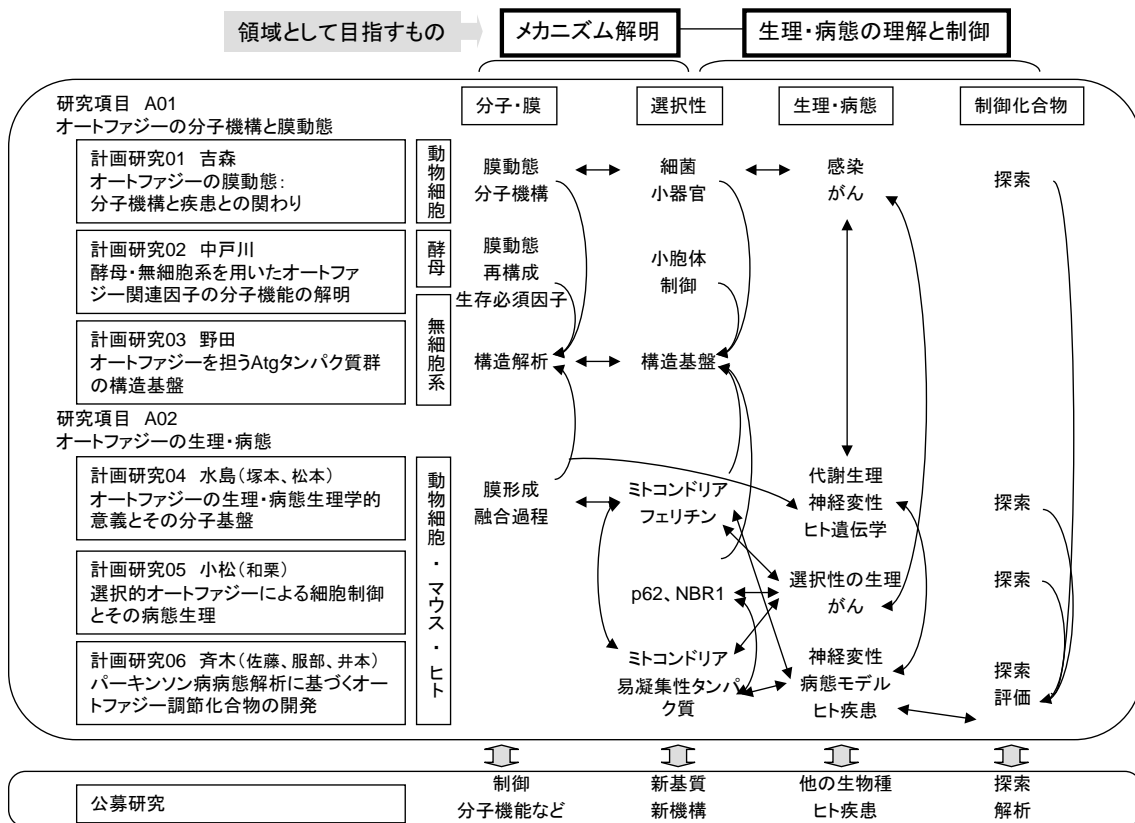 領域として目指すもの
メカニズム解明
生理・病態の理解と制御
研究項目 A01
オートファジーの分子機構と膜動態
分子・膜
選択性
生理・病態
制御化合物
計画研究01 吉森
オートファジーの膜動態:
分子機構と疾患との関わり
動物細胞
膜動態
分子機構
細菌
小器官
感染
がん
探索
計画研究02 中戸川
酵母・無細胞系を用いたオートファ
ジー関連因子の分子機能の解明
酵母
膜動態
再構成
生存必須因子
小胞体
制御
計画研究03 野田
オートファジーを担うAtgタンパク質群
の構造基盤
無細胞系
構造解析
構造基盤
研究項目 A02
オートファジーの生理・病態
計画研究04 水島(塚本、松本)
オートファジーの生理・病態生理学的
意義とその分子基盤
動物細胞・マウス・ヒト
膜形成
融合過程
ミトコンドリア
フェリチン
代謝生理
神経変性
ヒト遺伝学
探索
計画研究05 小松(和栗)
選択的オートファジーによる細胞制御
とその病態生理
p62、NBR1
選択性の生理
がん
探索
計画研究06 斉木(佐藤、服部、井本)
パーキンソン病病態解析に基づくオー
トファジー調節化合物の開発
ミトコンドリア
易凝集性タンパ
ク質
神経変性
病態モデル
ヒト疾患
探索
評価
公募研究
制御
分子機能など
新基質
新機構
他の生物種
ヒト疾患
探索
解析